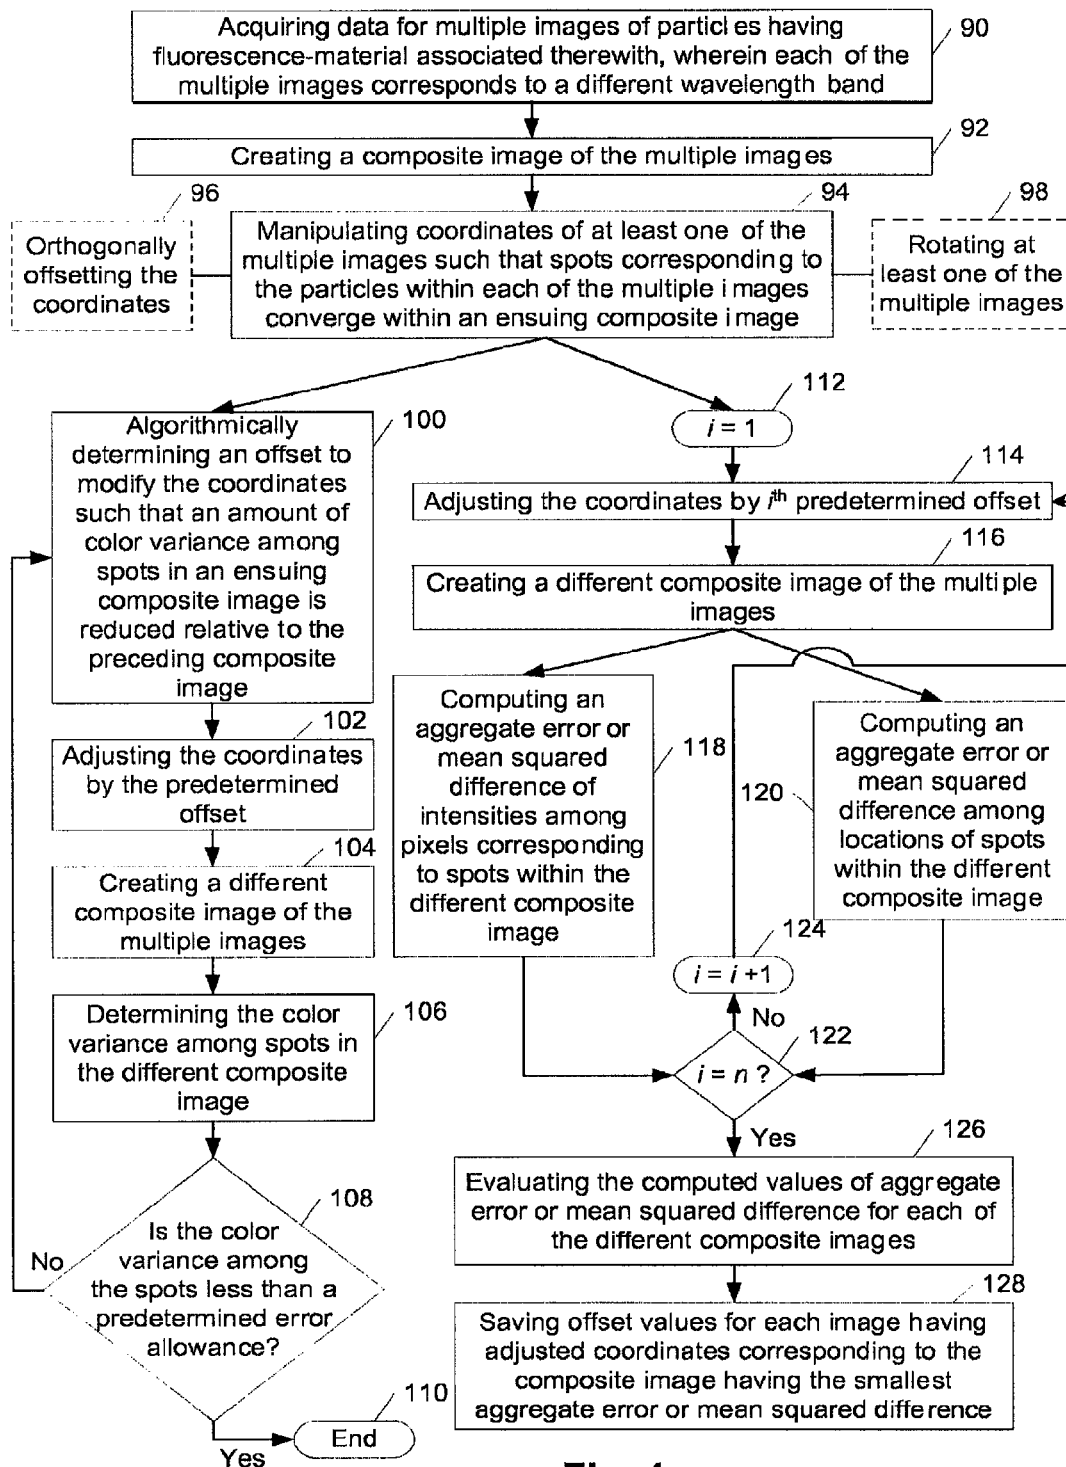 Acquiring data for multiple images of particles having
fluorescence-material associated therewith, wherein each of the
multiple images corresponds to a different wavelength band
90
92
Creating a composite image of the multiple images
96
94
98
Orthogonally
offsetting the
coordinates
Manipulating coordinates of at least one of the
multiple images such that spots corresponding to
the particles within each of the multiple images
converge within an ensuing composite image
Rotating at
least one of the
multiple images
100
Algorithmically
determining an offset to
modify the coordinates
such that an amount of
color variance among
spots in an ensuing
composite image is
reduced relative to the
preceding composite
image
102
Adjusting the coordinates
by the predetermined
offset
104
Creating a different
composite image of the
multiple images
106
Determining the color
variance among spots in
the different composite
image
108
Is the color
variance among
the spots less than a
predetermined error
allowance?
No
Yes
110
End
112
i = 1
114
Adjusting the coordinates by ith predetermined offset
116
Creating a different composite image of the multiple
images
118
Computing an
aggregate error or
mean squared
difference of
intensities among
pixels corresponding
to spots within the
different composite
image
120
Computing an
aggregate error or
mean squared
difference among
locations of spots
within the different
composite image
124
i = i +1
No
122
i = n ?
Yes
126
Evaluating the computed values of aggregate
error or mean squared difference for each of
the different composite images
128
Saving offset values for each image having
adjusted coordinates corresponding to the
composite image having the smallest
aggregate error or mean squared difference